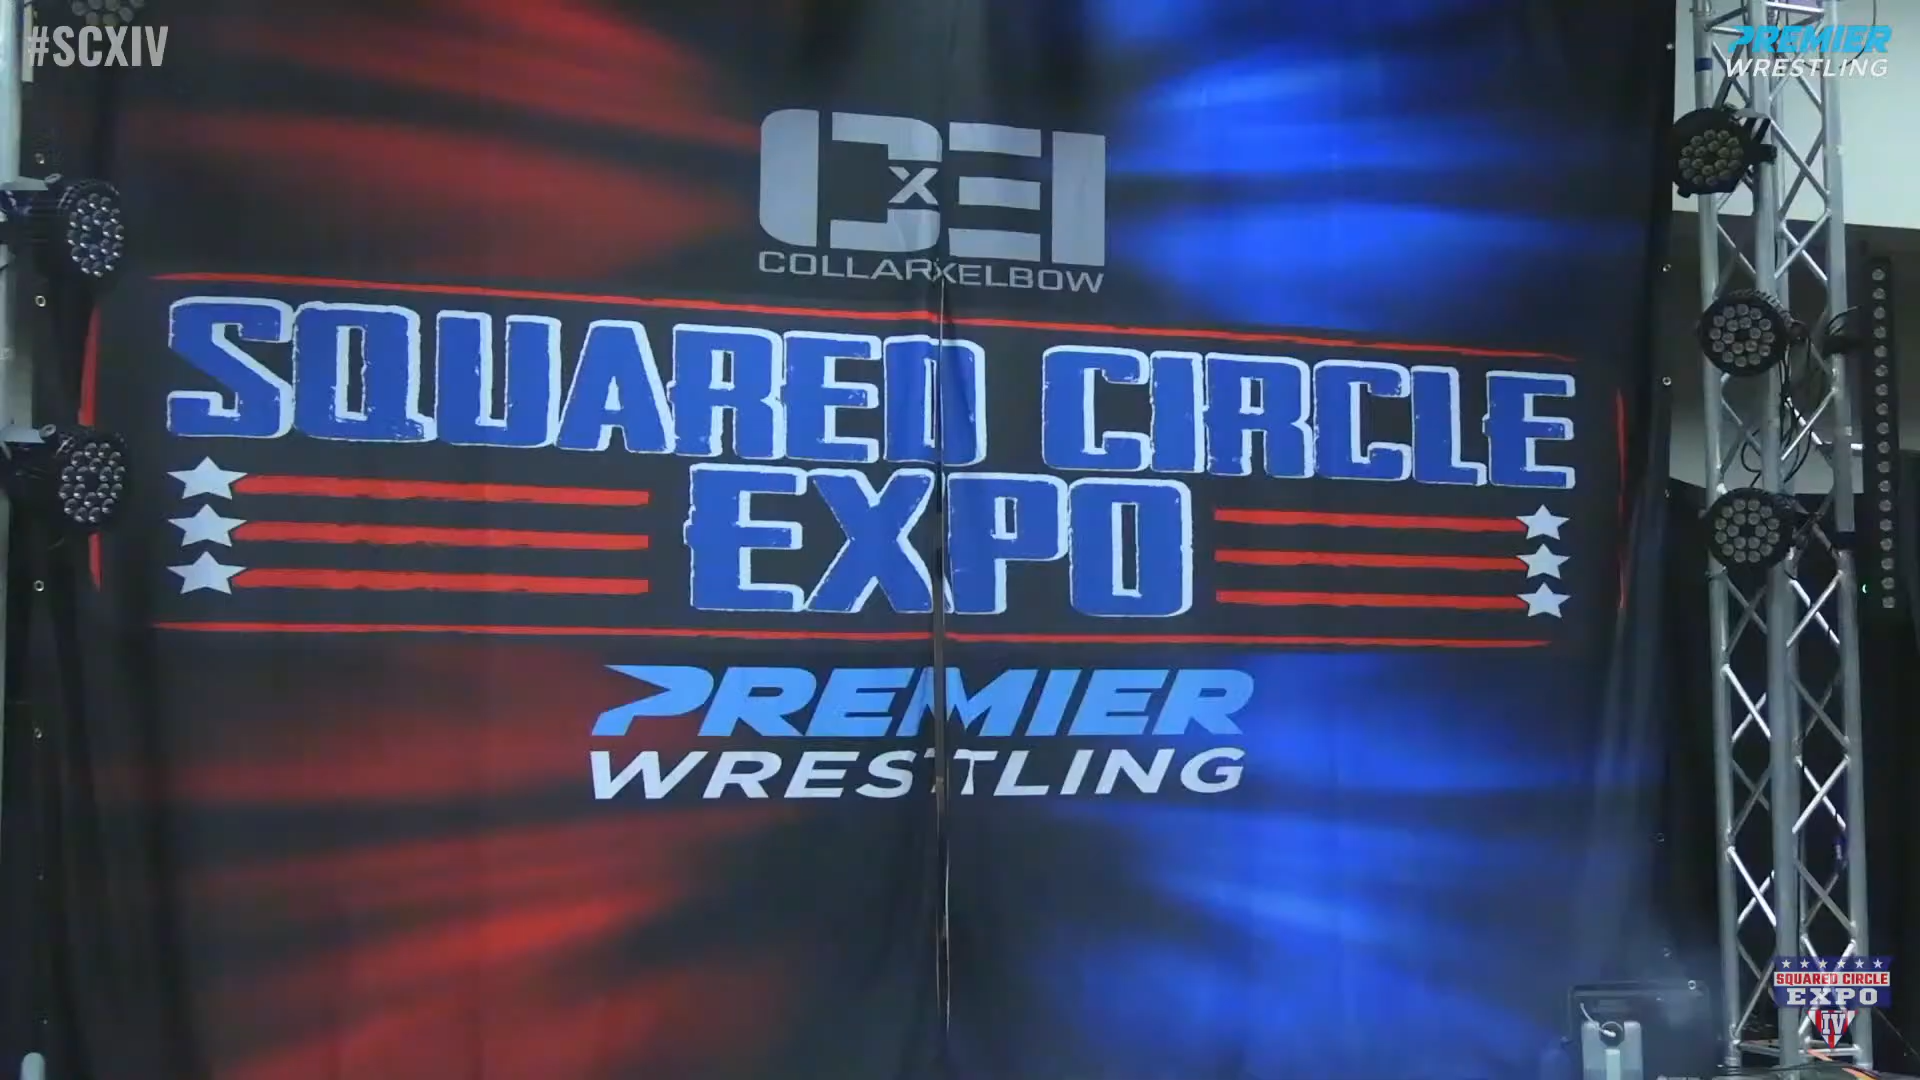 #SCXIV
PREMIER
WRESTLING
CXE
COLLARXELBOW
SQUARED CIRCLE
EXPO
PREMIER
WRESTLING
SQUARED CIRCLE
EXPO
IV